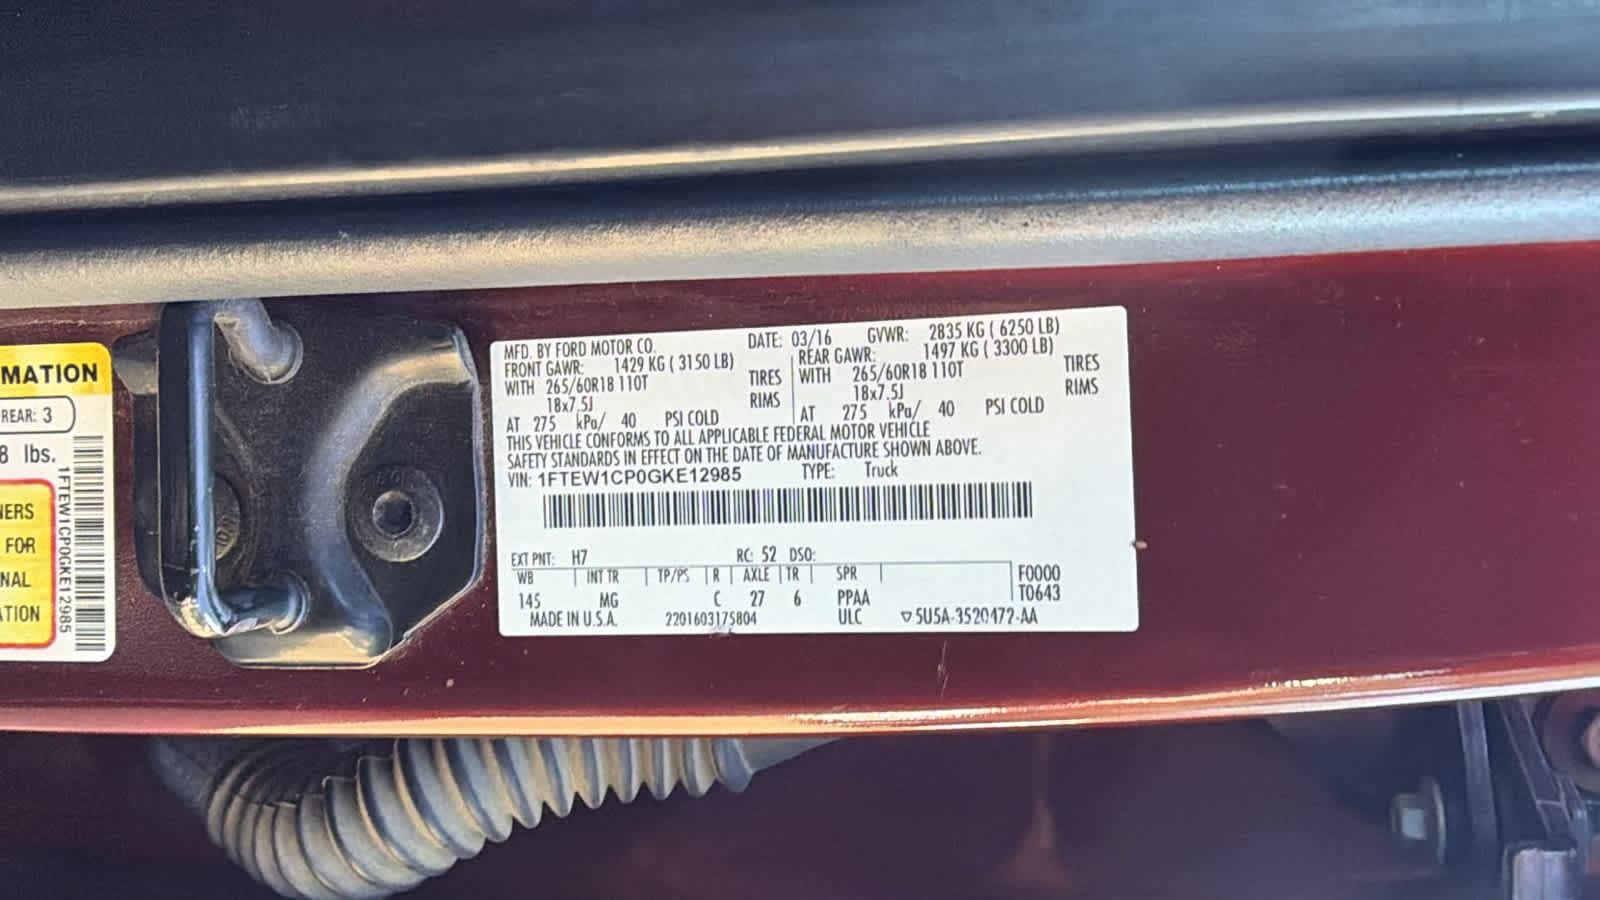 MATION
REAR: 3
8 lbs.
NERS
FOR
NAL
ATION
1FTEW1CP0GKE12985
MFD. BY FORD MOTOR CO. DATE: 03/16 GVWR: 2835 KG ( 6250 LB)
FRONT GAWR: 1429 KG ( 3150 LB) REAR GAWR: 1497 KG ( 3300 LB)
WITH 265/60R18 110T TIRES WITH 265/60R18 110T TIRES
18x7.5J RIMS 18x7.5J RIMS
AT 275 kPa/ 40 PSI COLD AT 275 kPa/ 40 PSI COLD
THIS VEHICLE CONFORMS TO ALL APPLICABLE FEDERAL MOTOR VEHICLE
SAFETY STANDARDS IN EFFECT ON THE DATE OF MANUFACTURE SHOWN ABOVE.
VIN: 1FTEW1CP0GKE12985 TYPE: Truck
EXT PNT: H7 RC: 52 DSO:
WB INT TR TP/PS R AXLE TR SPR F0000
145 MG C 27 6 PPAA T0643
MADE IN U.S.A. 2201603175804 ULC ▽5U5A-3520472-AA